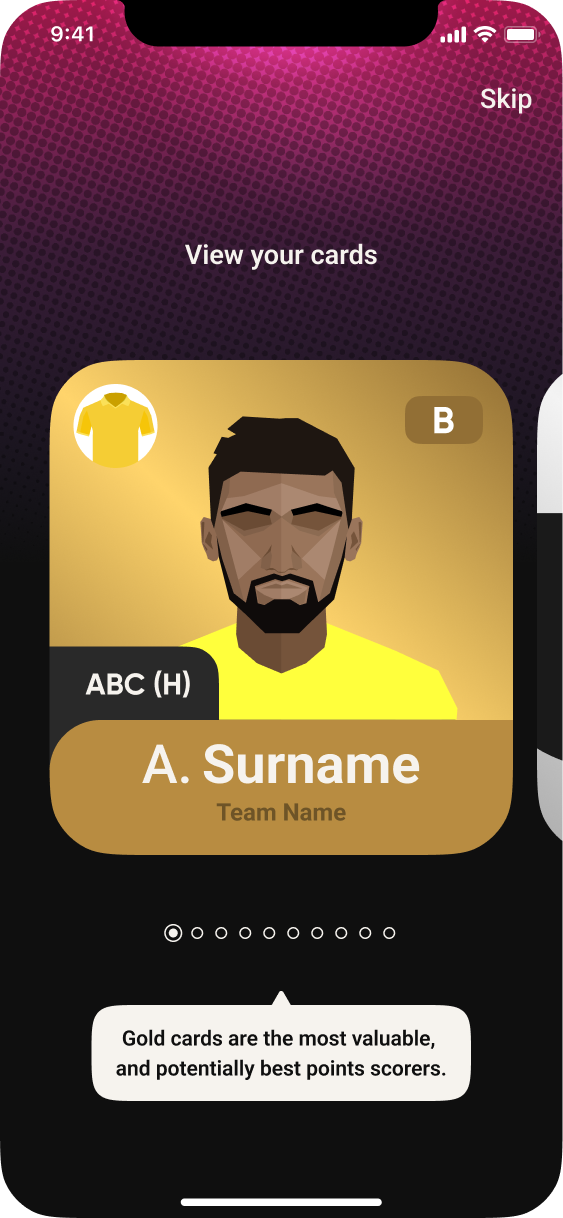 9:41
Skip
View your cards
B
ABC (H)
A. Surname
Team Name
Gold cards are the most valuable,
and potentially best points scorers.